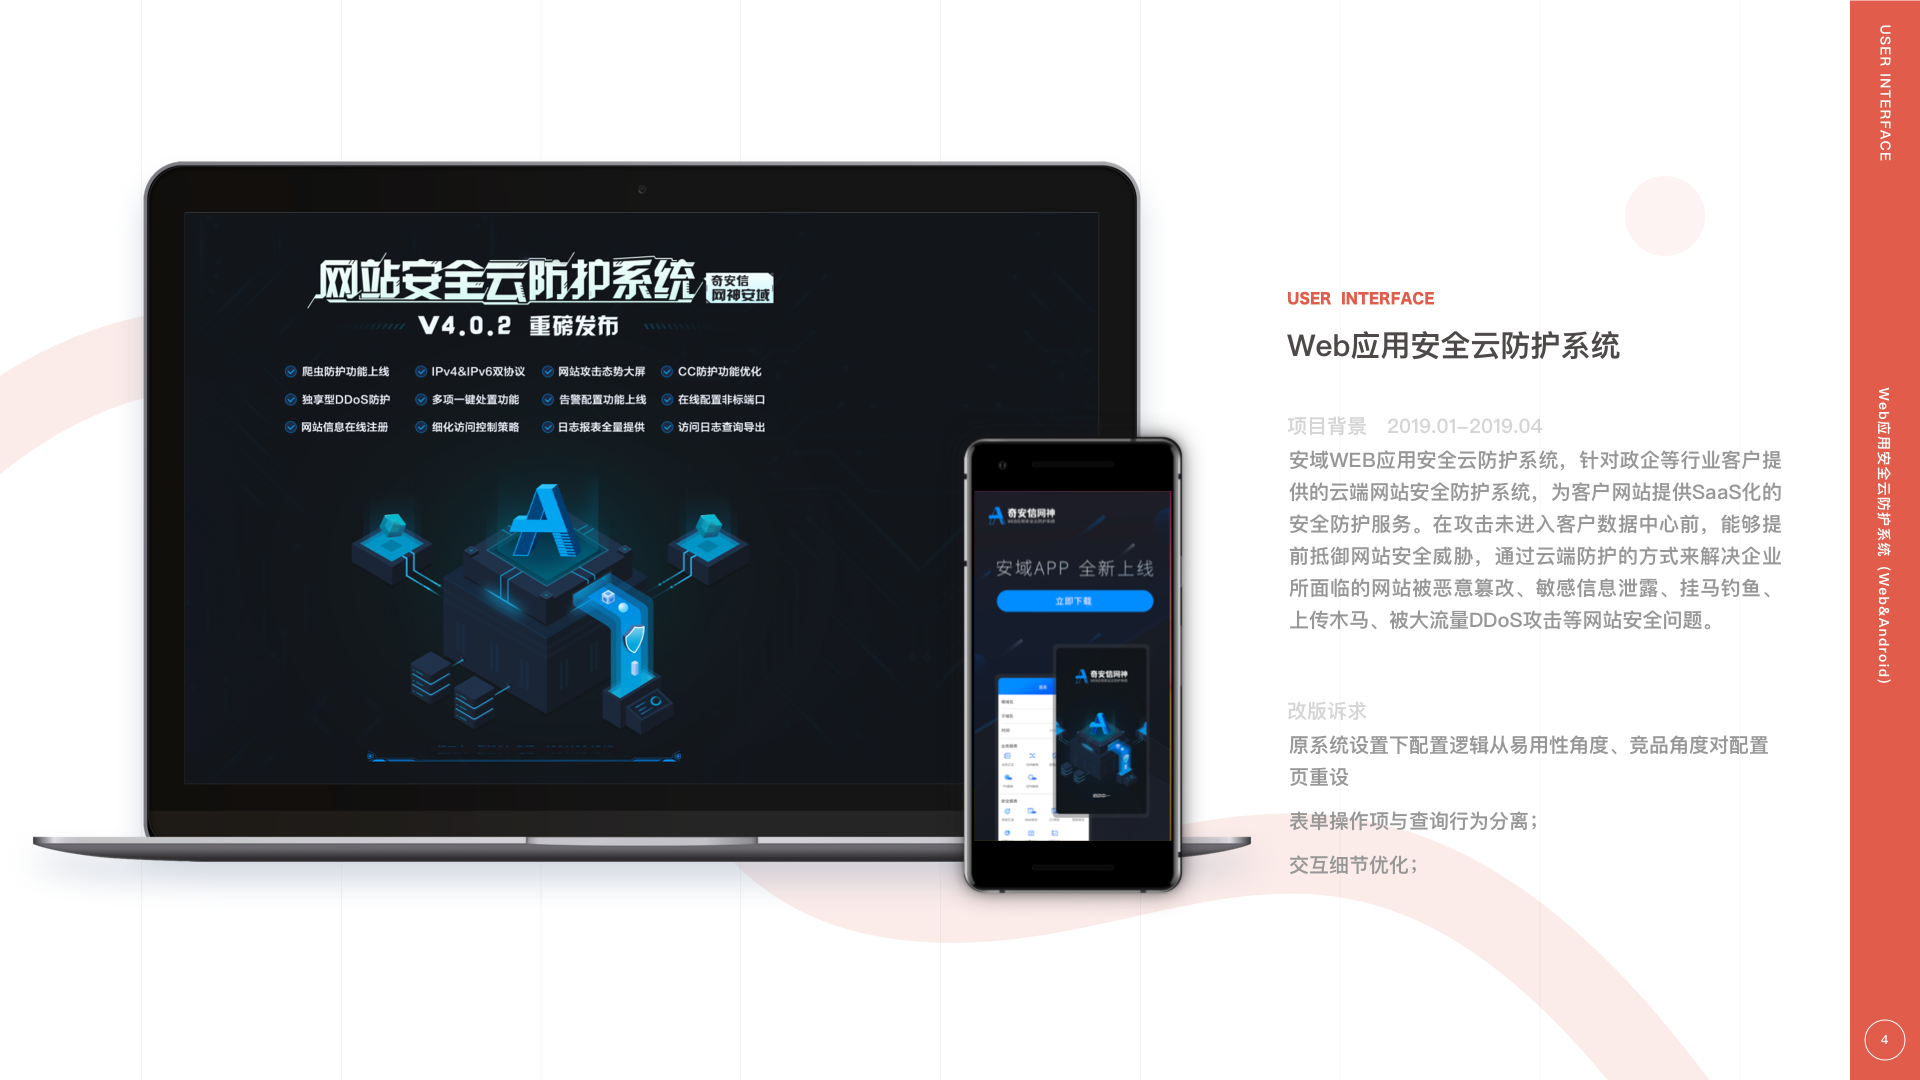 USER INTERFACE
网站安全云防护系统
奇安信
网神安域
V4.0.2 重磅发布
爬虫防护功能上线
IPv4&IPv6双协议
网站攻击态势大屏
CC防护功能优化
独享型DDoS防护
多项一键处置功能
告警配置功能上线
在线配置非标端口
网站信息在线注册
细化访问控制策略
日志报表全量提供
访问日志查询导出
奇安信网神
安域APP 全新上线
立即下载
奇安信网神
USER INTERFACE
Web应用安全云防护系统
项目背景 2019.01-2019.04
安域WEB应用安全云防护系统，针对政企等行业客户提
供的云端网站安全防护系统，为客户网站提供SaaS化的
安全防护服务。在攻击未进入客户数据中心前，能够提
前抵御网站安全威胁，通过云端防护的方式来解决企业
所面临的网站被恶意篡改、敏感信息泄露、挂马钓鱼、
上传木马、被大流量DDoS攻击等网站安全问题。
改版诉求
原系统设置下配置逻辑从易用性角度、竞品角度对配置
页重设
表单操作项与查询行为分离；
交互细节优化；
Web应用安全云防护系统（Web&Android）
4